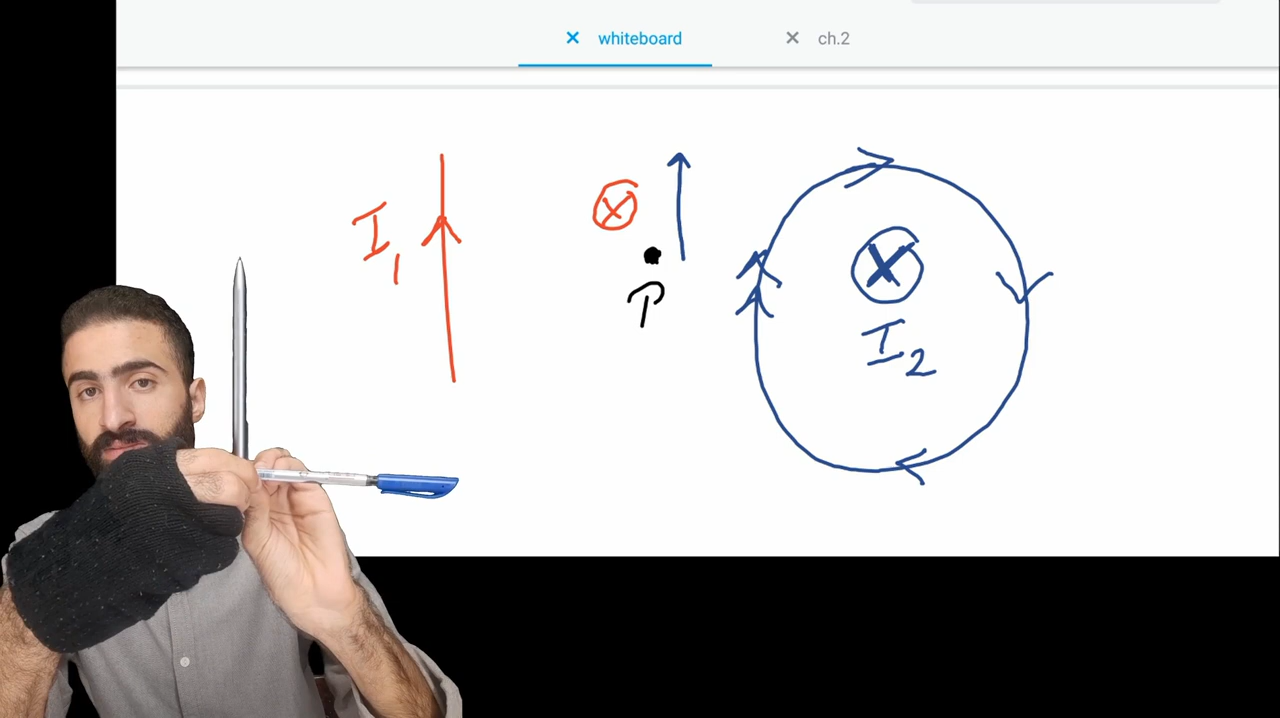 × whiteboard × ch.2
I₁
P
I₂